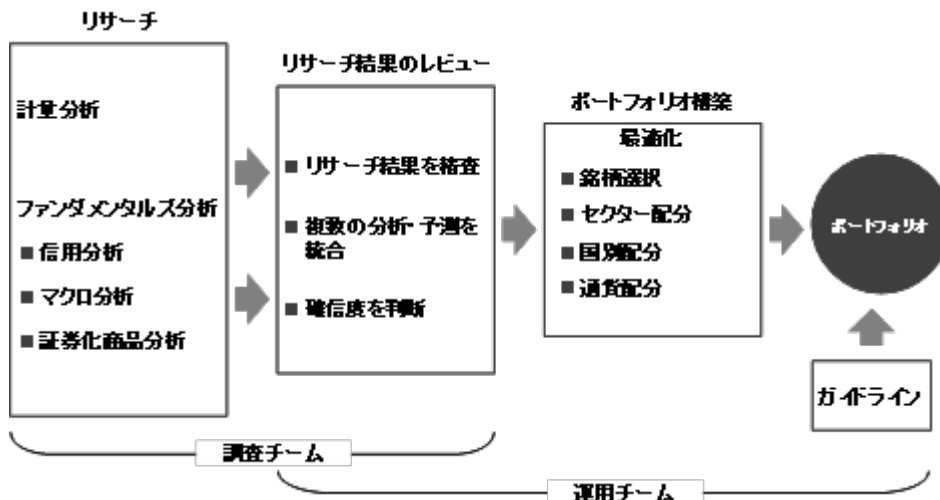 リサーチ
計量分析
ファンダメンタルズ分析
■信用分析
■マクロ分析
■証券化商品分析
リサーチ結果のレビュー
■リサーチ結果を精査
■複数の分析・予測を
統合
■確信度を判断
ポートフォリオ構築
最適化
■銘柄選択
■セクター配分
■国別配分
■通貨配分
ポートフォリオ
ガイドライン
調査チーム
運用チーム